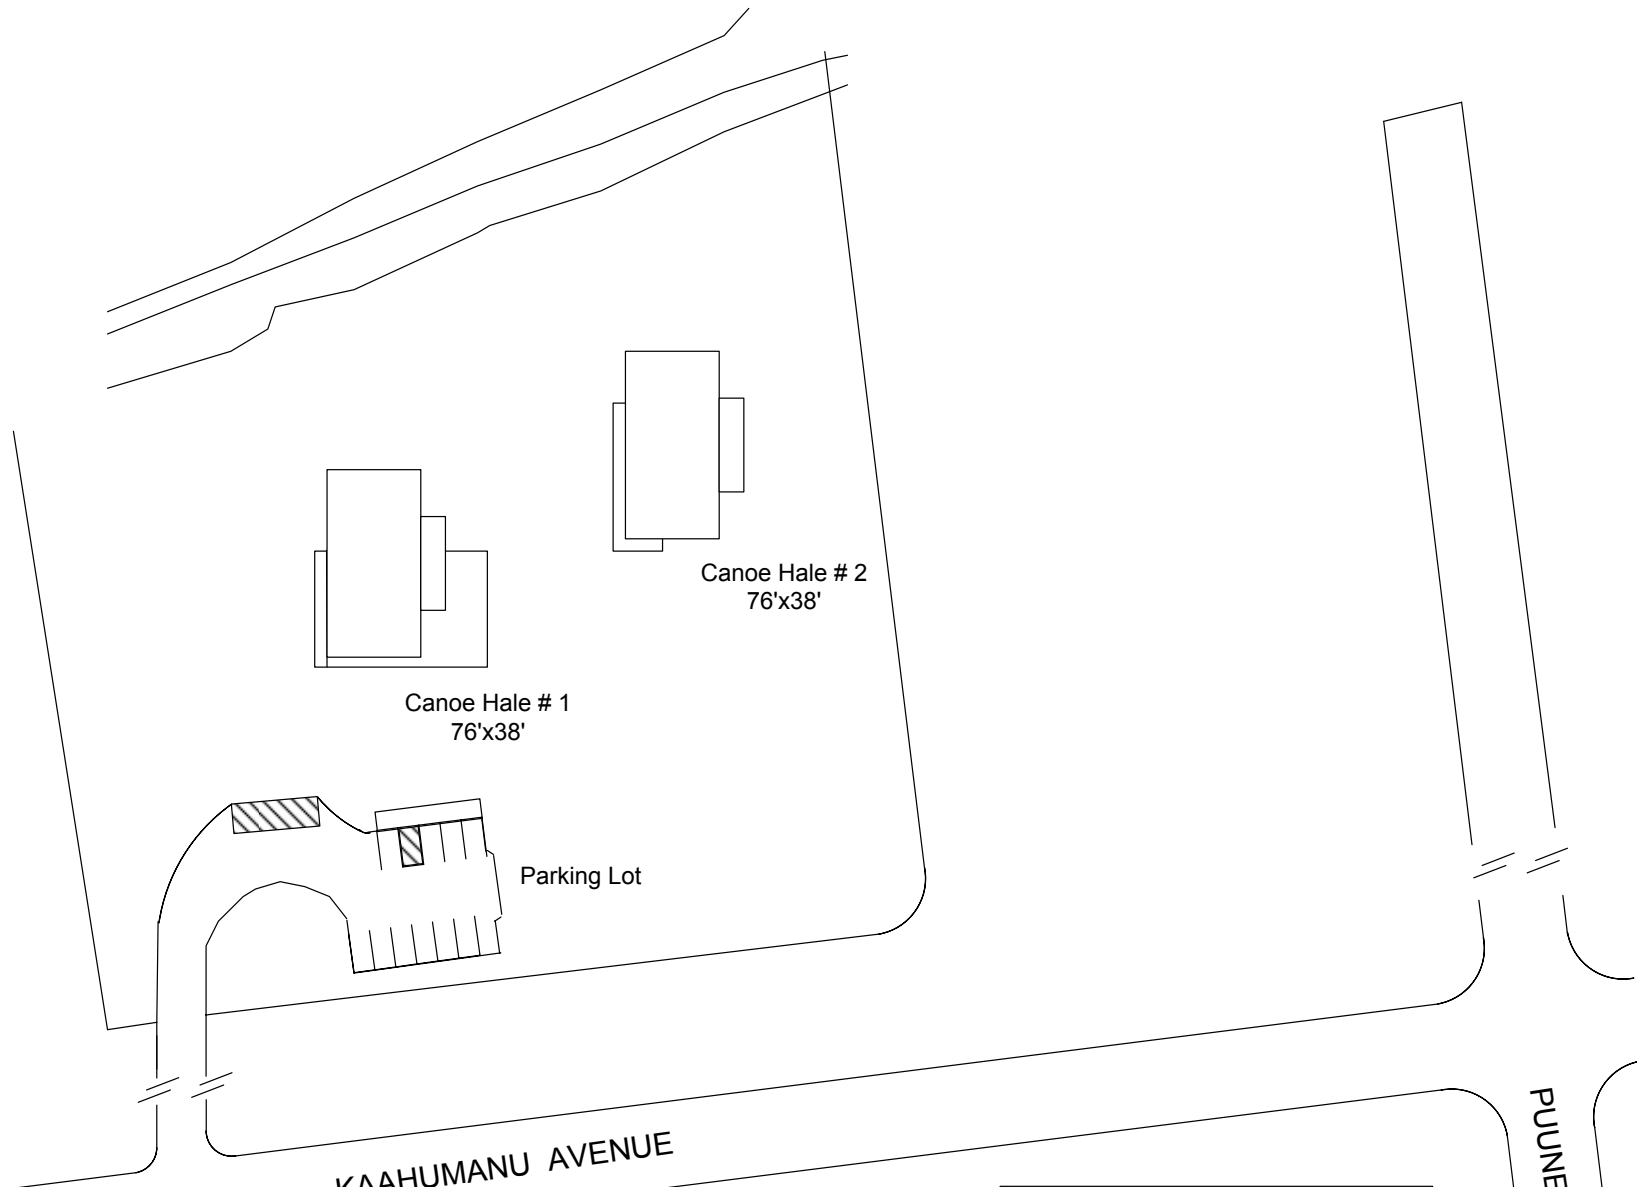 Canoe Hale # 2
76'x38'
Canoe Hale # 1
76'x38'
Parking Lot
KAAHUMANU AVENUE
PUUNE